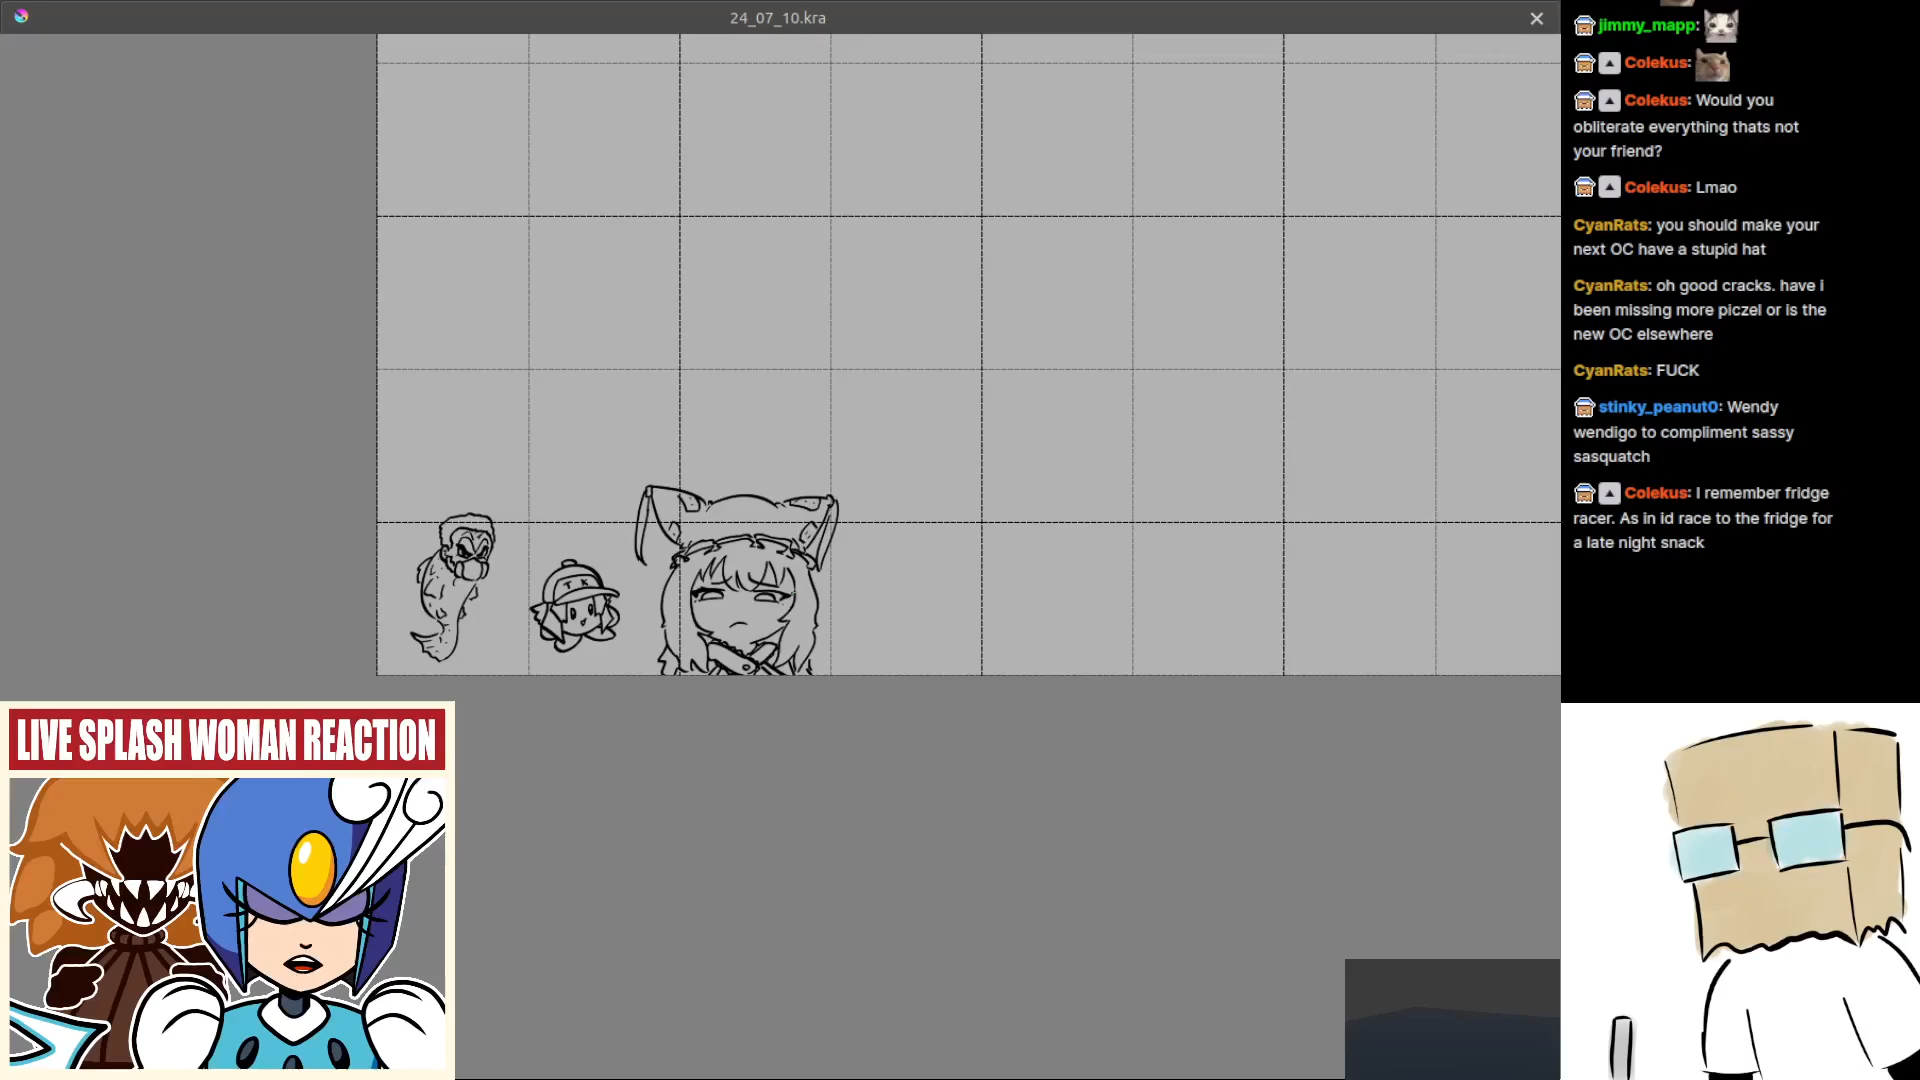 24_07_10.kra
jimmy_mapp:
Colekus:
Colekus: Would you
obliterate everything thats not
your friend?
Colekus: Lmao
CyanRats: you should make your
next OC have a stupid hat
CyanRats: oh good cracks. have i
been missing more piczel or is the
new OC elsewhere
CyanRats: FUCK
stinky_peanut0: Wendy
wendigo to compliment sassy
sasquatch
Colekus: I remember fridge
racer. As in id race to the fridge for
a late night snack
T K
LIVE SPLASH WOMAN REACTION